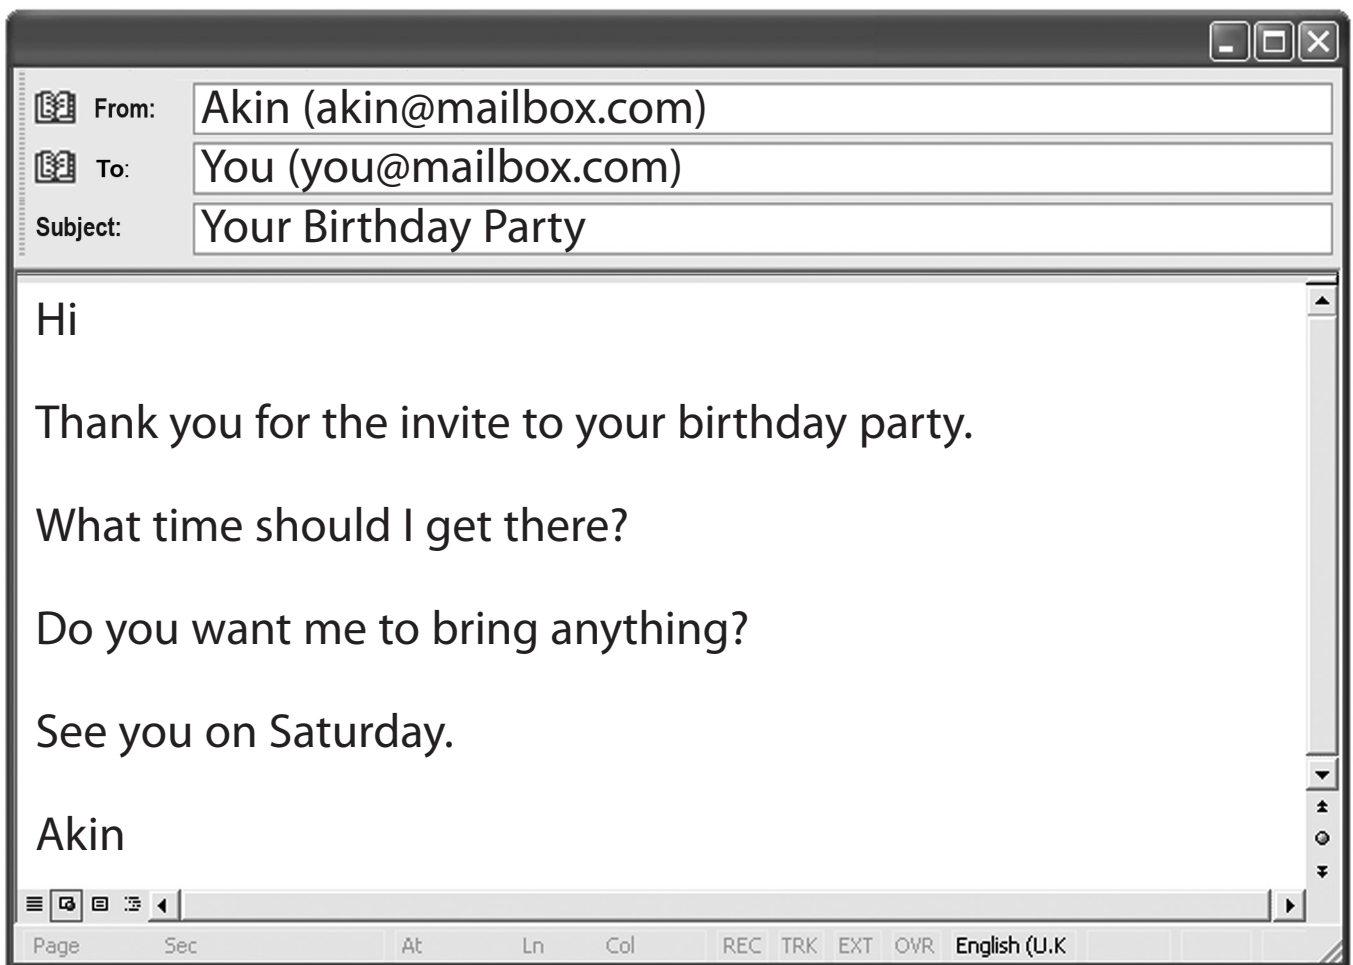 From: Akin (akin@mailbox.com)
To: You (you@mailbox.com)
Subject: Your Birthday Party
Hi
Thank you for the invite to your birthday party.
What time should I get there?
Do you want me to bring anything?
See you on Saturday.
Akin
Page Sec At Ln Col REC TRK EXT OVR English (U.K